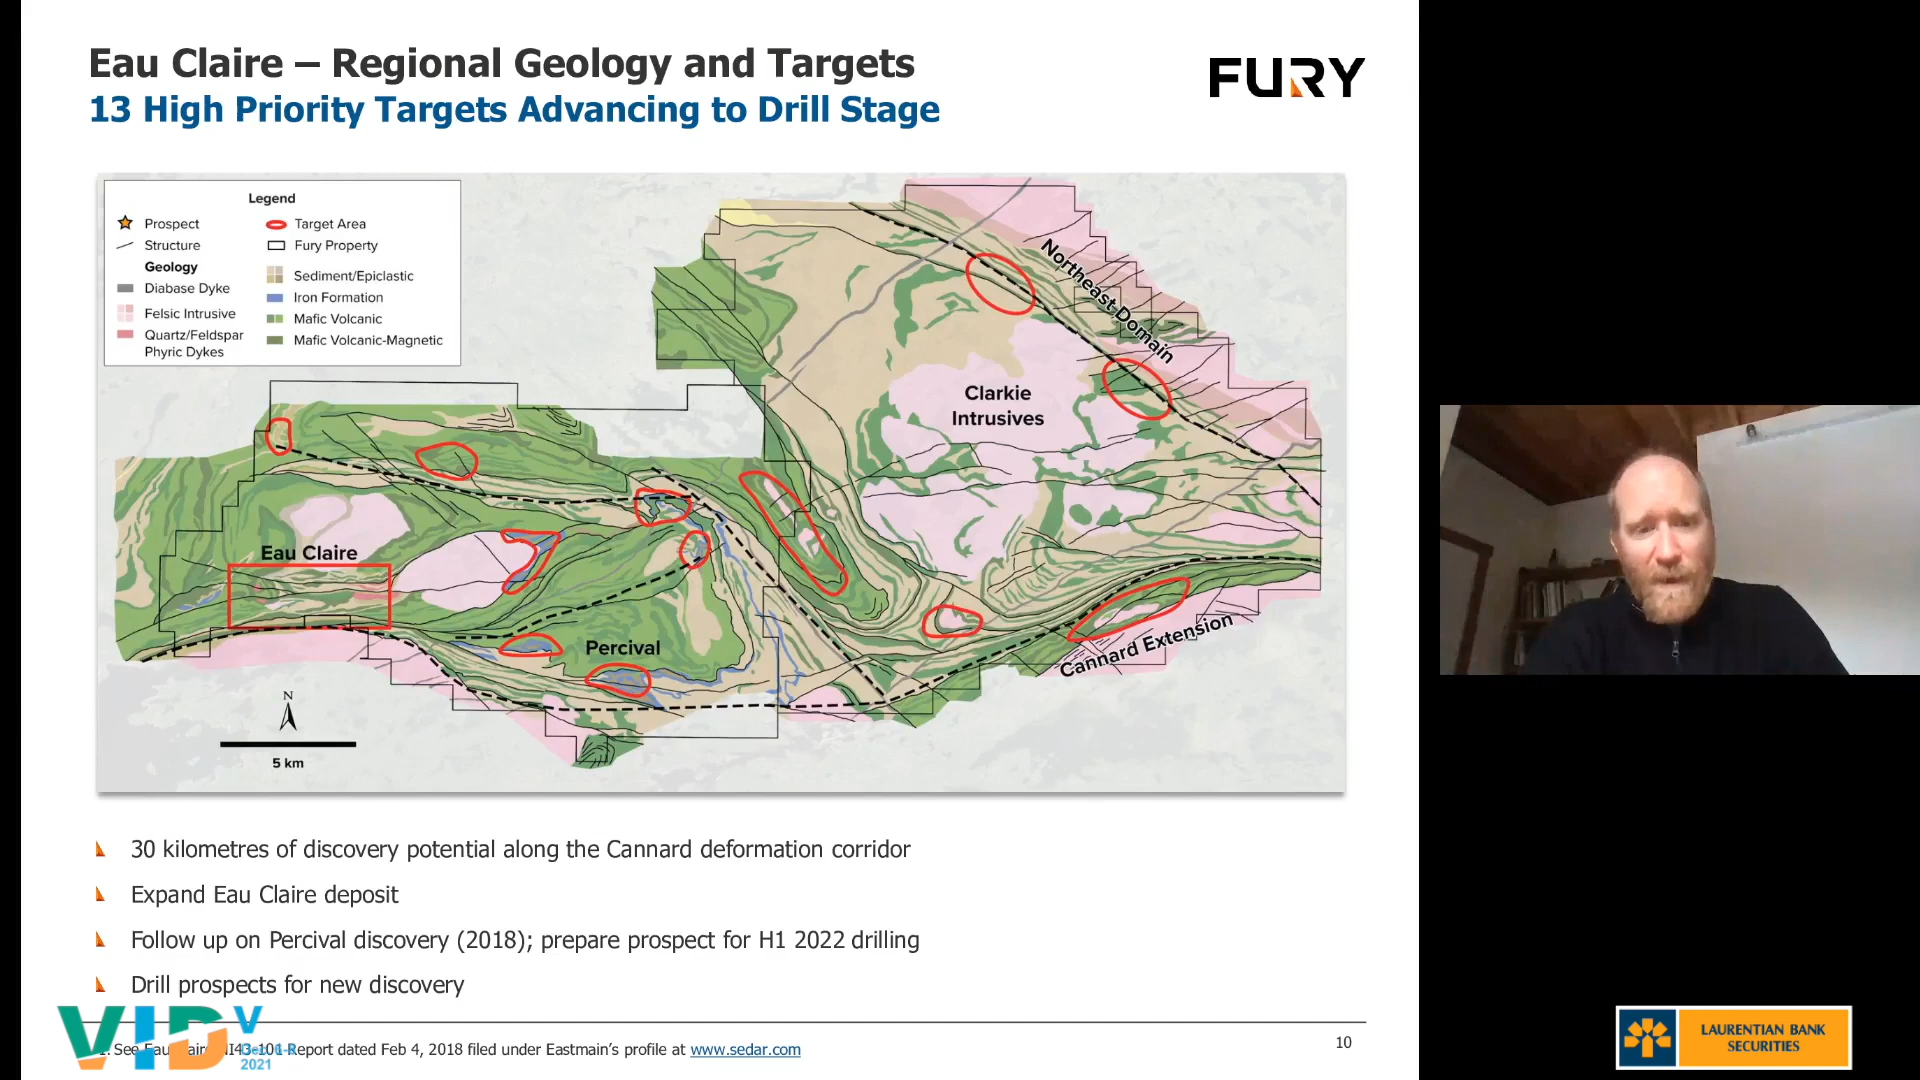 Eau Claire – Regional Geology and Targets
13 High Priority Targets Advancing to Drill Stage
FURY
Legend
Prospect
Structure
Geology
Diabase Dyke
Felsic Intrusive
Quartz/Feldspar
Phyric Dykes
Target Area
Fury Property
Sediment/Epiclastic
Iron Formation
Mafic Volcanic
Mafic Volcanic-Magnetic
Northeast Domain
Clarkie
Intrusives
Eau Claire
Percival
Cannard Extension
N
5 km
30 kilometres of discovery potential along the Cannard deformation corridor
Expand Eau Claire deposit
Follow up on Percival discovery (2018); prepare prospect for H1 2022 drilling
Drill prospects for new discovery
VID
V
2021
See Eau NI43-101 Report dated Feb 4, 2018 filed under Eastmain's profile at www.sedar.com
10
LAURENTIAN BANK
SECURITIES